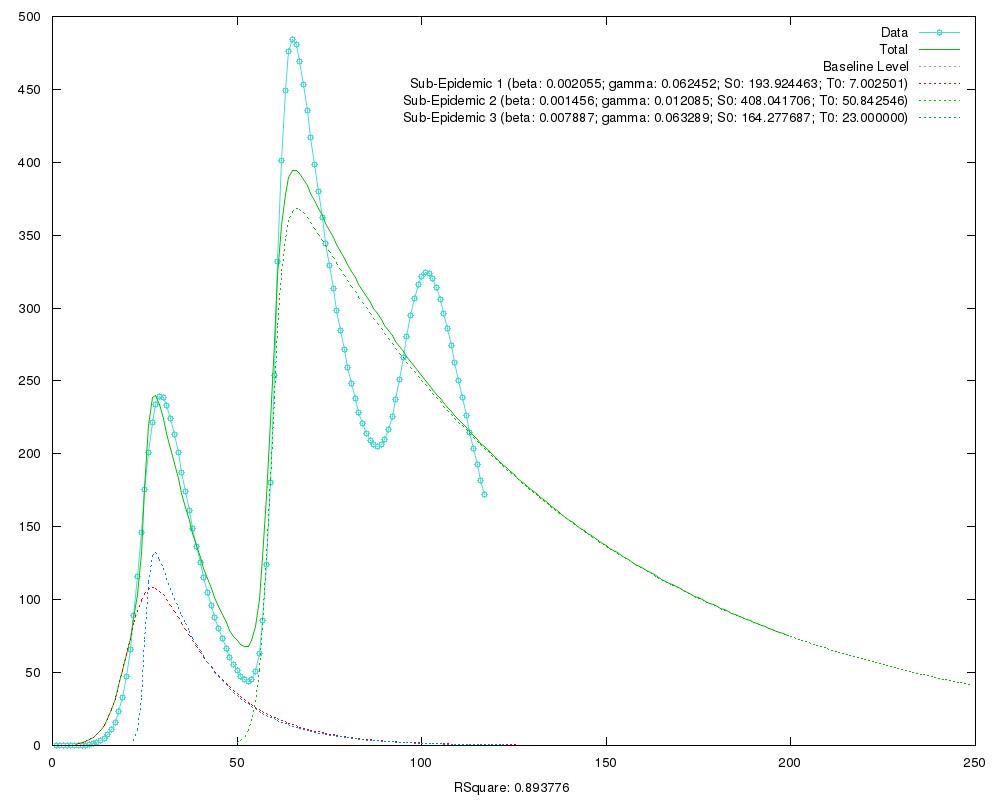 500
450
400
350
300
250
200
150
100
50
0
Data
Total
Baseline Level
Sub-Epidemic 1 (beta: 0.002055; gamma: 0.062452; S0: 193.924463; T0: 7.002501)
Sub-Epidemic 2 (beta: 0.001456; gamma: 0.012085; S0: 408.041706; T0: 50.842546)
Sub-Epidemic 3 (beta: 0.007887; gamma: 0.063289; S0: 164.277687; T0: 23.000000)
0 50 100 150 200 250
RSquare: 0.893776